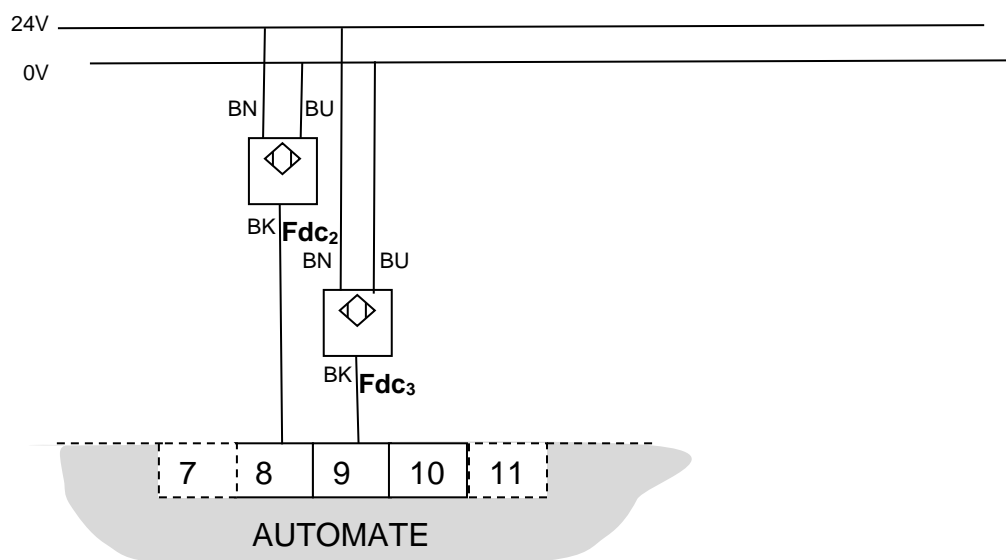 24V
0V
BN BU
BK Fdc₂
BN BU
BK Fdc₃
7 8 9 10 11
AUTOMATE